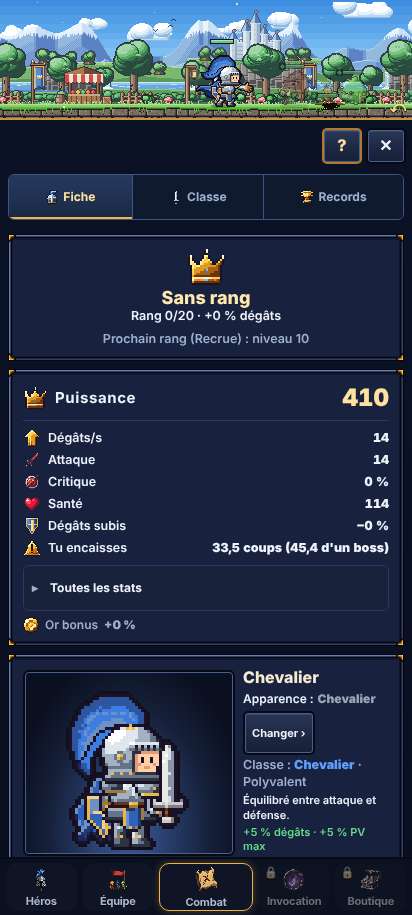 ?
×
Fiche
Classe
Records
Sans rang
Rang 0/20 · +0 % dégâts
Prochain rang (Recrue) : niveau 10
Puissance 410
Dégâts/s 14
Attaque 14
Critique 0 %
Santé 114
Dégâts subis −0 %
Tu encaisses 33,5 coups (45,4 d'un boss)
▸ Toutes les stats
Or bonus +0 %
Chevalier
Apparence : Chevalier
Changer ›
Classe : Chevalier ·
Polyvalent
Équilibré entre attaque et
défense.
+5 % dégâts · +5 % PV
max
Héros
Équipe
Combat
Invocation
Boutique